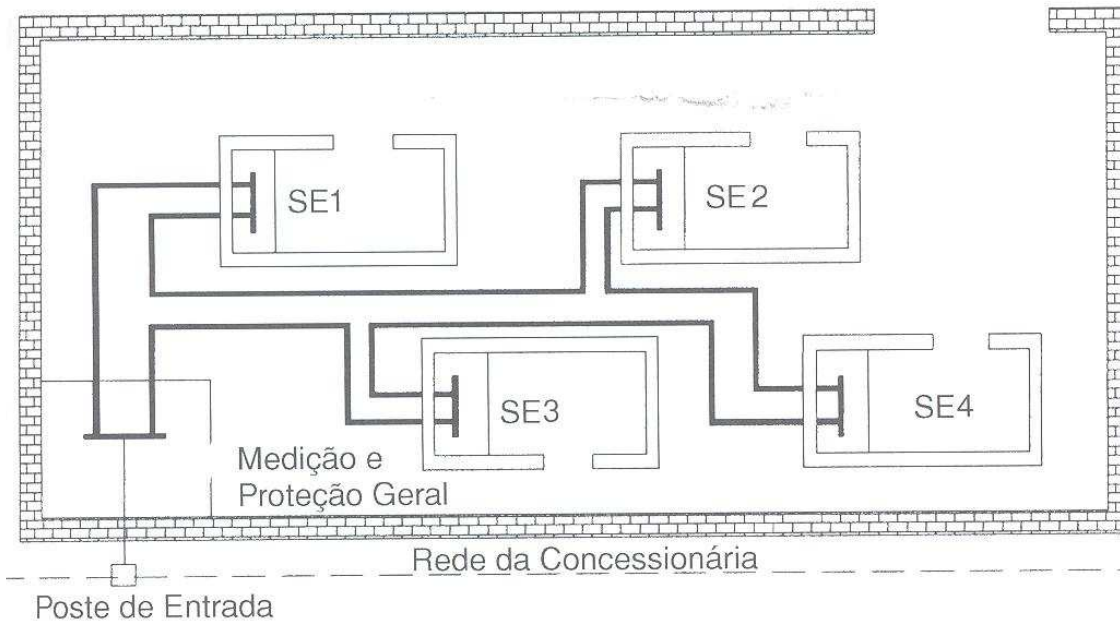 SE1
SE2
SE3
SE4
Medição e
Proteção Geral
Rede da Concessionária
Poste de Entrada